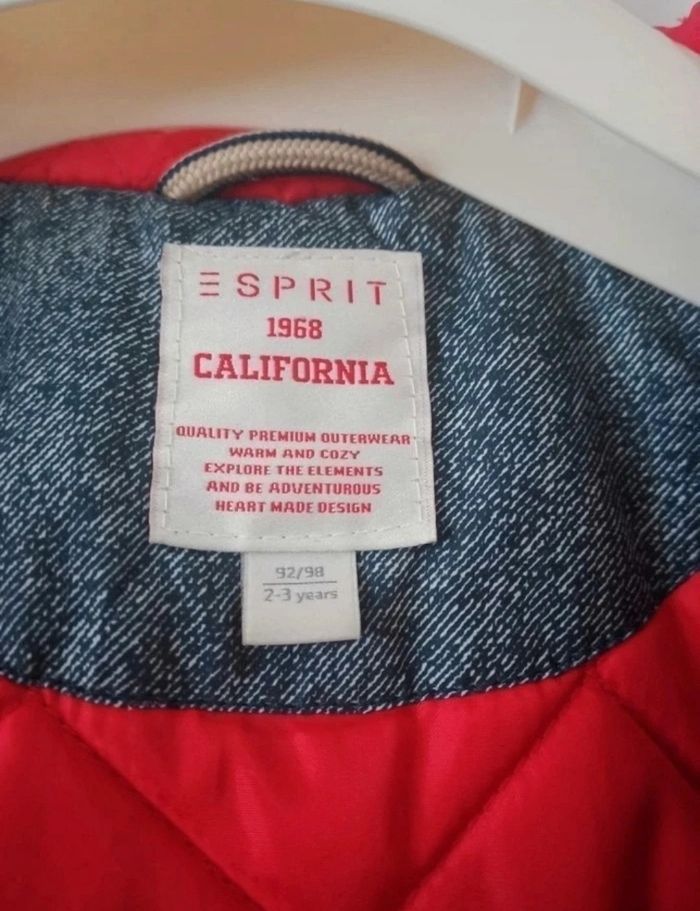 ESPRIT
1968
CALIFORNIA
QUALITY PREMIUM OUTERWEAR
WARM AND COZY
EXPLORE THE ELEMENTS
AND BE ADVENTUROUS
HEART MADE DESIGN
92/98
2-3 years